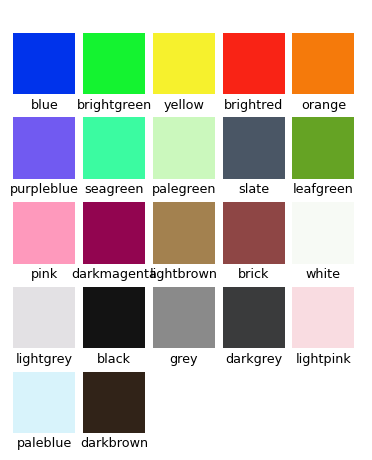 blue brightgreen yellow brightred orange
purpleblue seagreen palegreen slate leafgreen
pink darkmagenta lightbrown brick white
lightgrey black grey darkgrey lightpink
paleblue darkbrown